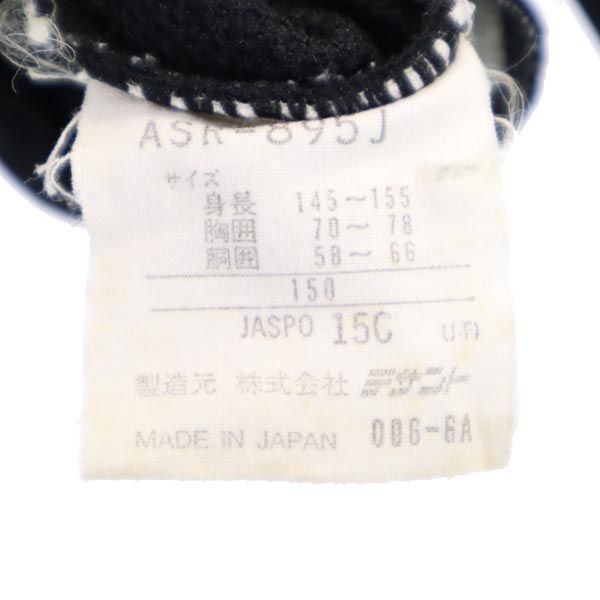 ASR-895J
サイズ
身長 145～155
胸囲 70～ 78
胴囲 58～ 66
150
JASPO 15C (J-F)
製造元 株式会社 デサント
MADE IN JAPAN 006-6A